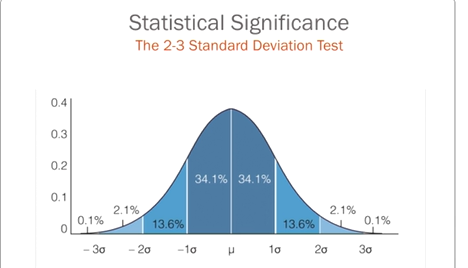 Statistical Significance
The 2-3 Standard Deviation Test
0.4
0.3
0.2
0.1
0
34.1% 34.1%
0.1% 2.1% 13.6% 13.6% 2.1% 0.1%
- 3σ - 2σ -1σ μ 1σ 2σ 3σ